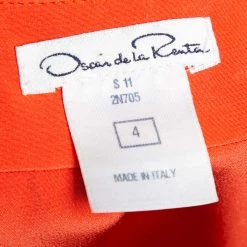 Oscar de la Renta
S 11
2N705
4
MADE IN ITALY